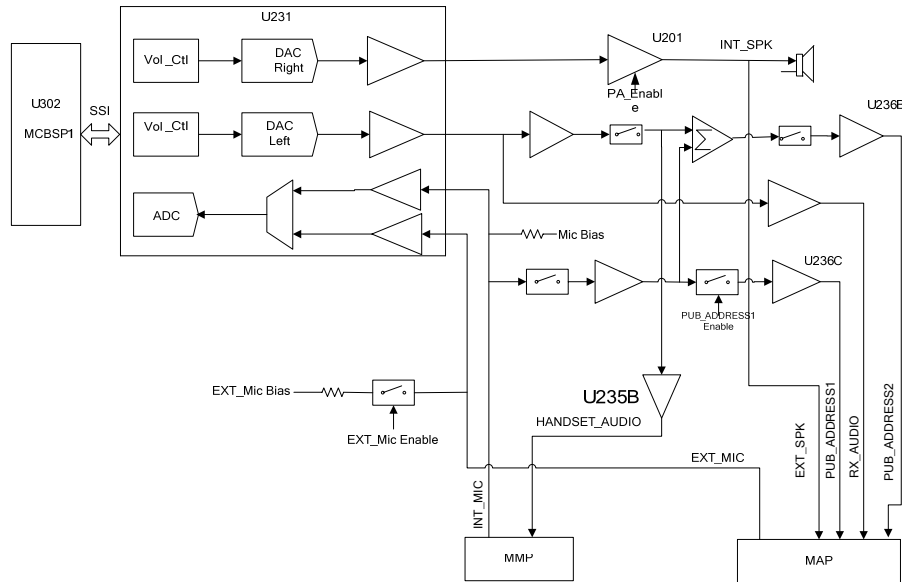 U231
U201
INT_SPK
Vol_Ctl
DAC
Right
PA_Enabl
e
U302
MCBSP1
SSI
Vol_Ctl
DAC
Left
Σ
U236B
ADC
Mic Bias
U236C
PUB_ADDRESS1
Enable
EXT_Mic Bias
EXT_Mic Enable
U235B
HANDSET_AUDIO
EXT_MIC
INT_MIC
EXT_SPK
PUB_ADDRESS1
RX_AUDIO
PUB_ADDRESS2
MMP
MAP